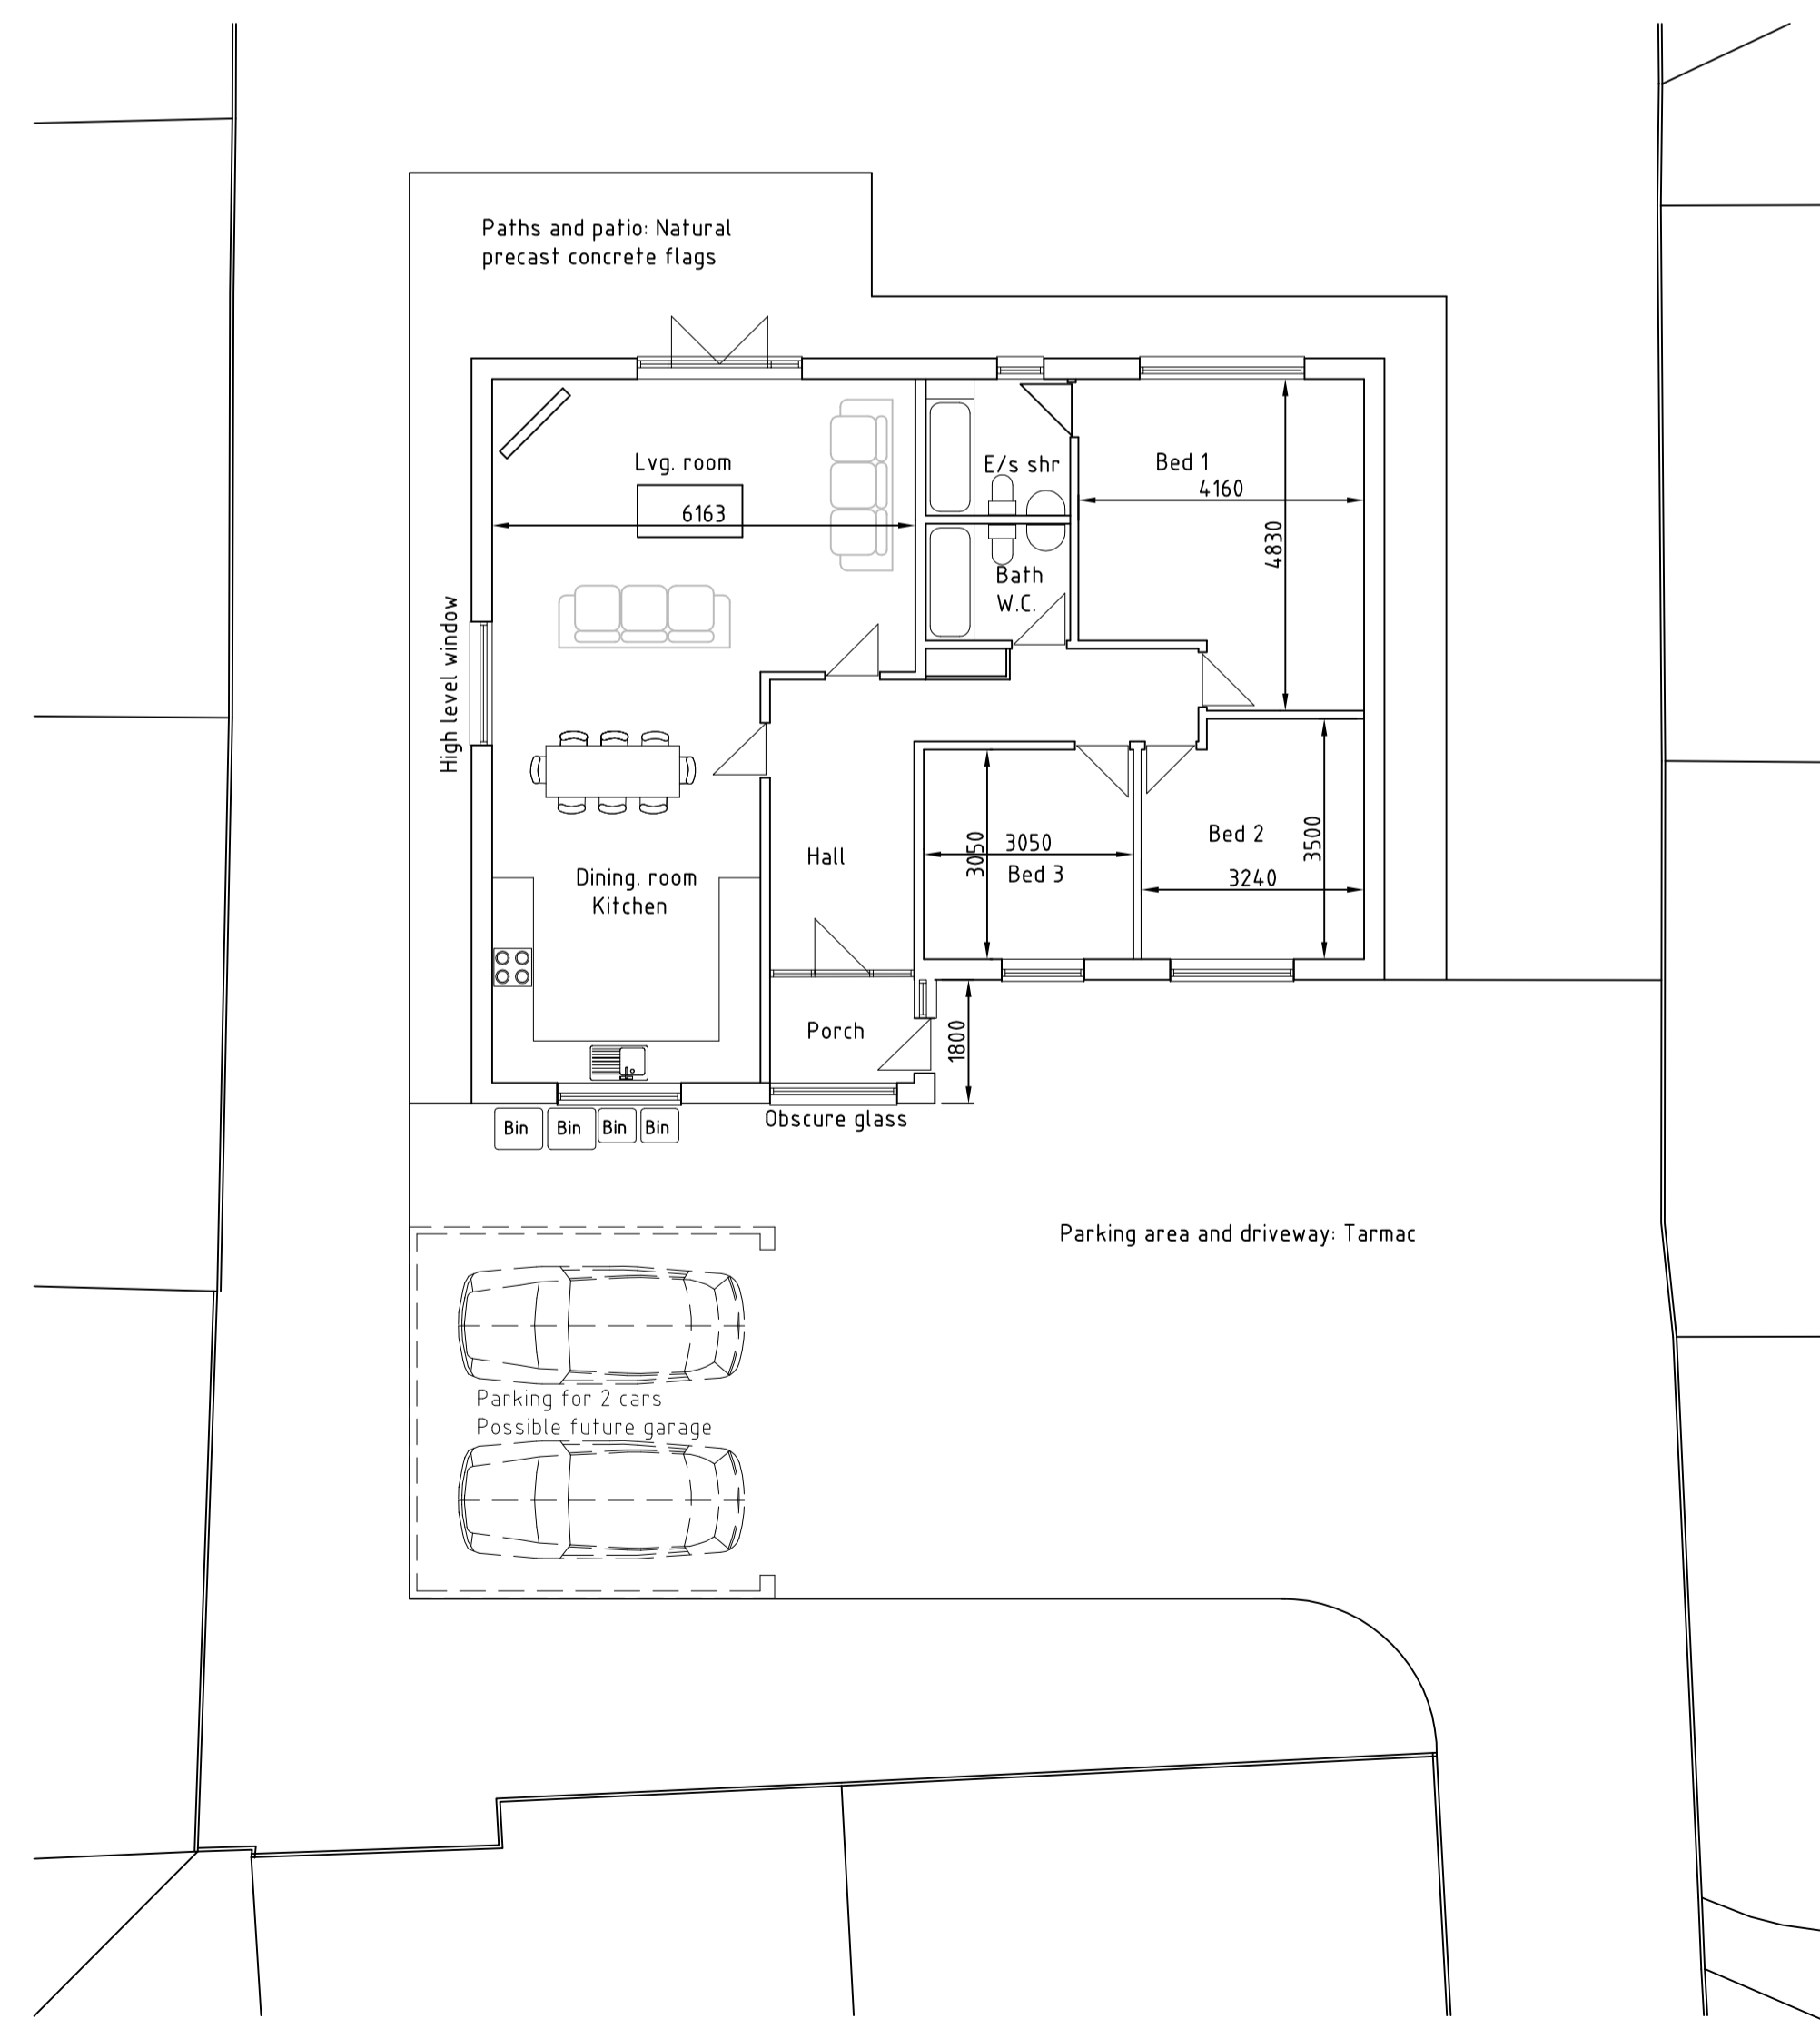 Paths and patio: Natural
precast concrete flags
Lvg. room
6163
E/s shr
Bed 1
4160
4830
Bath
W.C.
High level window
Hall
Dining. room
Kitchen
3050
3050
Bed 3
Bed 2
3240
3500
Porch
1800
Obscure glass
Bin
Bin
Bin
Bin
Parking area and driveway: Tarmac
Parking for 2 cars
Possible future garage